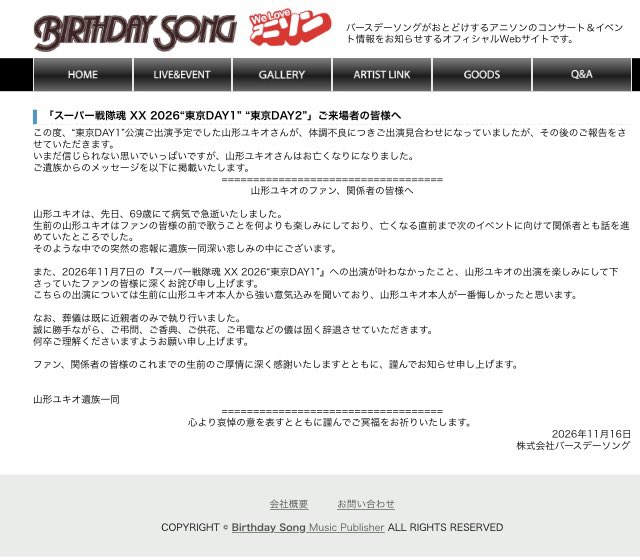 BIRTHDAY SONG
We Love アニソン
バースデーソングがおとどけするアニソンのコンサート＆イベン
ト情報をお知らせするオフィシャルWebサイトです。
HOME
LIVE&EVENT
GALLERY
ARTIST LINK
GOODS
Q&A
「スーパー戦隊魂 XX 2026“東京DAY1” “東京DAY2”」ご来場者の皆様へ
この度、“東京DAY1”公演ご出演予定でした山形ユキオさんが、体調不良につきご出演見合わせになっていましたが、その後のご報告をさ
せていただきます。
いまだ信じられない思いでいっぱいですが、山形ユキオさんはお亡くなりになりました。
ご遺族からのメッセージを以下に掲載いたします。
===================================
山形ユキオのファン、関係者の皆様へ
山形ユキオは、先日、69歳にて病気で急逝いたしました。
生前の山形ユキオはファンの皆様の前で歌うことを何よりも楽しみにしており、亡くなる直前まで次のイベントに向けて関係者とも話を進
めていたところでした。
そのような中での突然の悲報に遺族一同深い悲しみの中にございます。
また、2026年11月7日の『スーパー戦隊魂 XX 2026“東京DAY1”』への出演が叶わなかったこと、山形ユキオの出演を楽しみにして下
さっていたファンの皆様に深くお詫び申し上げます。
こちらの出演については生前に山形ユキオ本人から強い意気込みを聞いており、山形ユキオ本人が一番悔しかったと思います。
なお、葬儀は既に近親者のみで執り行いました。
誠に勝手ながら、ご弔問、ご香典、ご供花、ご弔電などの儀は固く辞退させていただきます。
何卒ご理解くださいますようお願い申し上げます。
ファン、関係者の皆様のこれまでの生前のご厚情に深く感謝いたしますとともに、謹んでお知らせ申し上げます。
山形ユキオ遺族一同
===================================
心より哀悼の意を表すとともに謹んでご冥福をお祈りいたします。
2026年11月16日
株式会社バースデーソング
会社概要
お問い合わせ
COPYRIGHT © Birthday Song Music Publisher ALL RIGHTS RESERVED